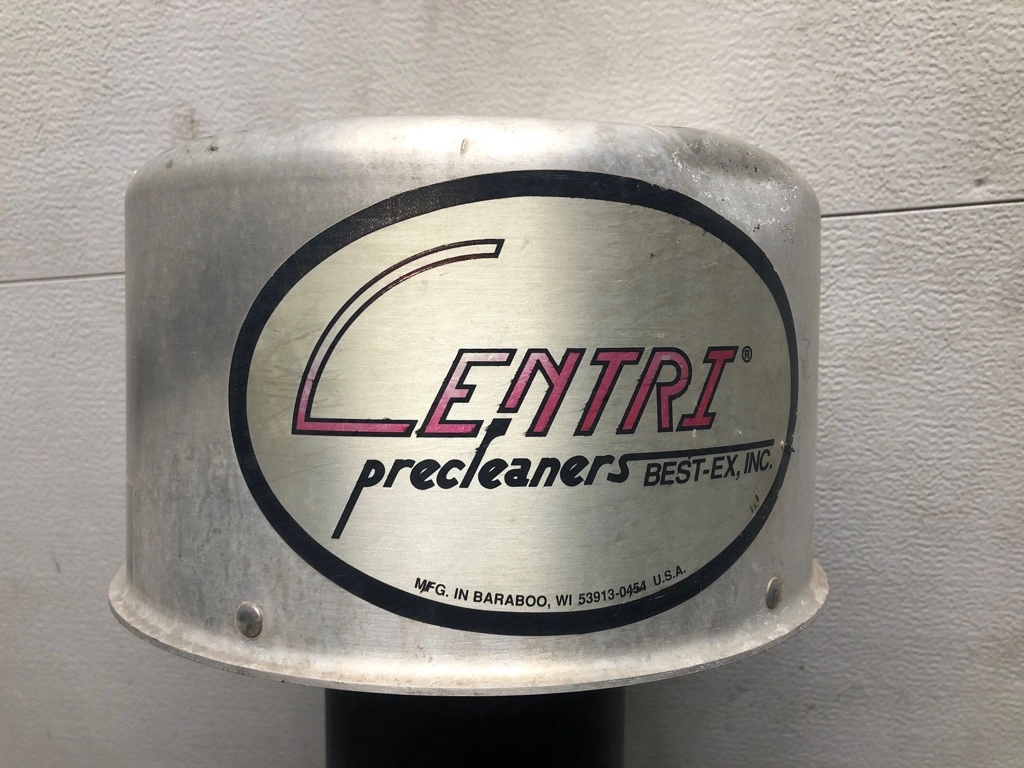 CENTRI®
precleaners BEST-EX, INC.
MFG. IN BARABOO, WI 53913-0454 U.S.A.